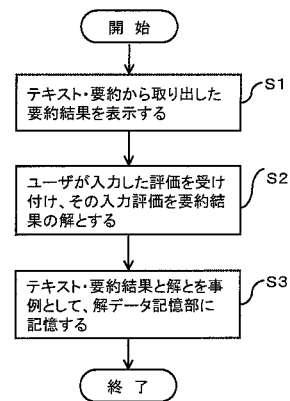 開始
S1
テキスト・要約から取り出した
要約結果を表示する
S2
ユーザが入力した評価を受け
付け、その入力評価を要約結
果の解とする
S3
テキスト・要約結果と解とを事
例として、解データ記憶部に
記憶する
終了